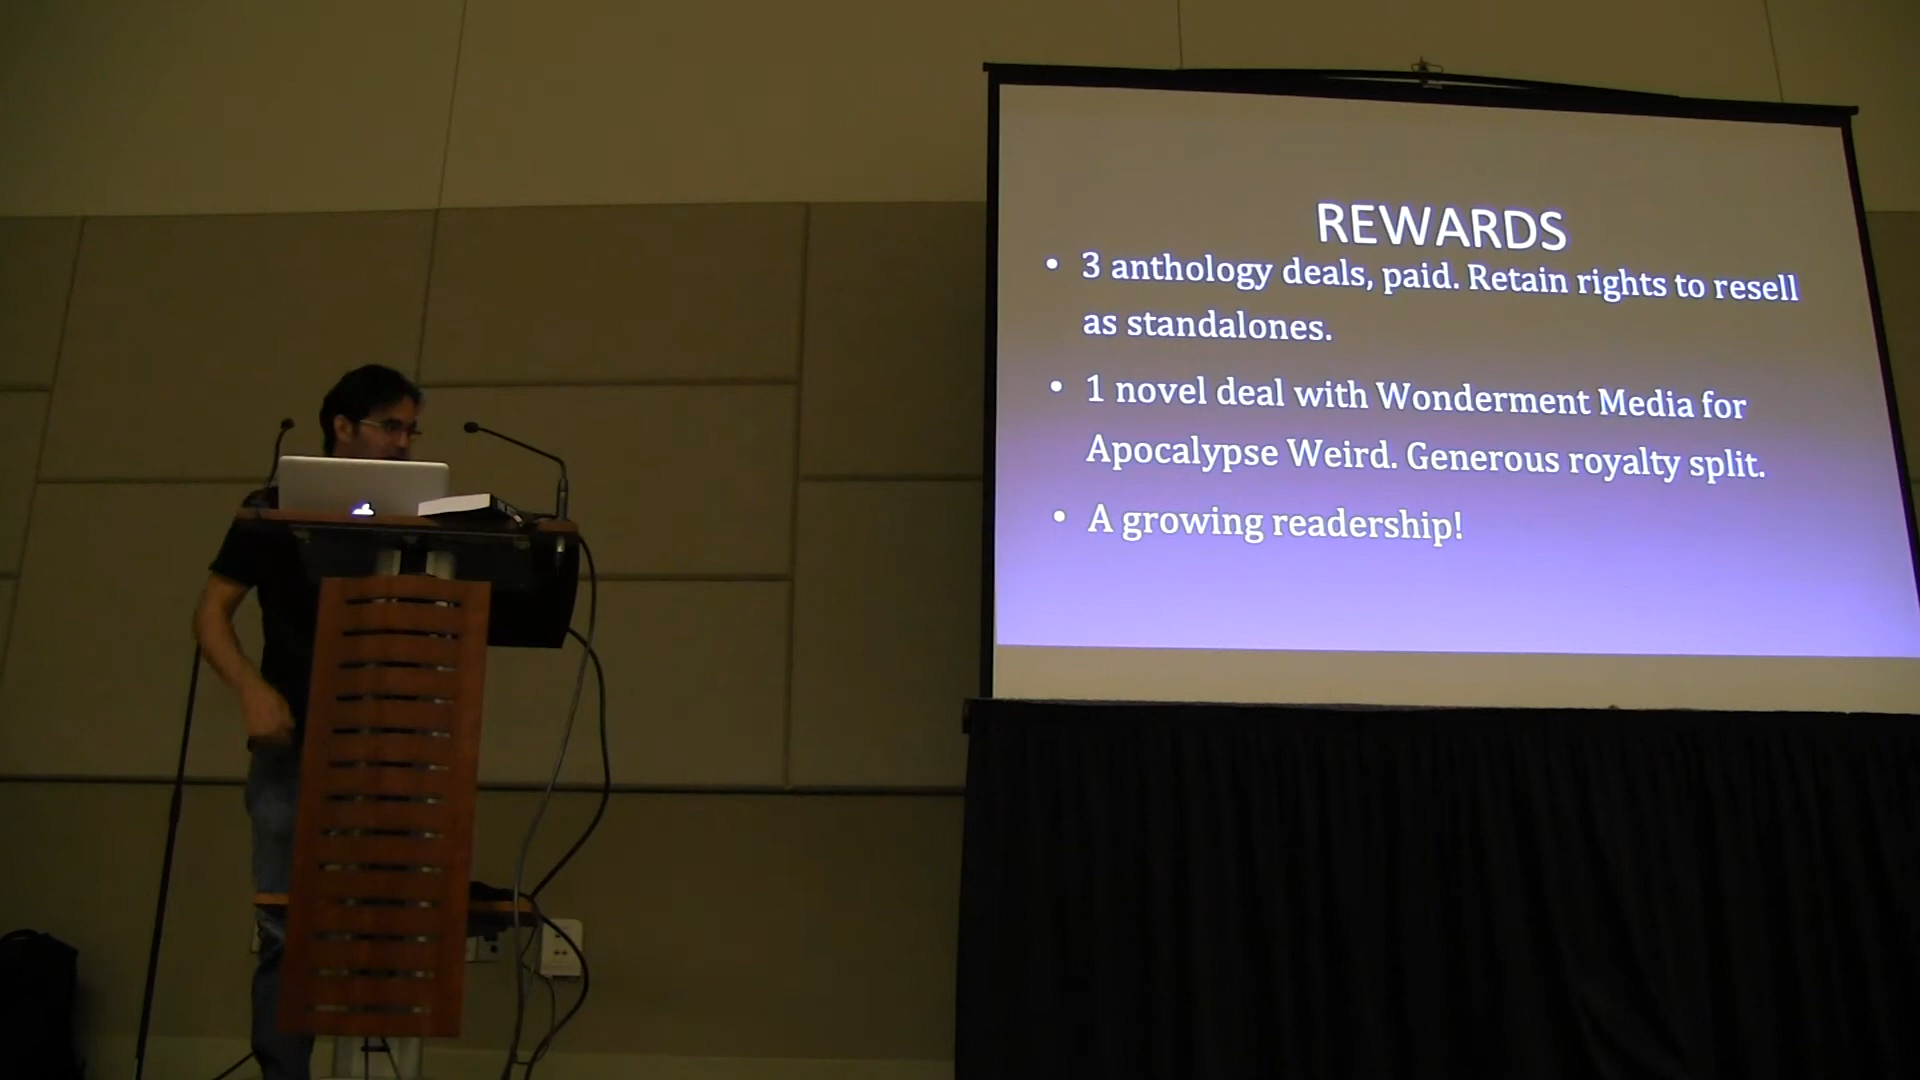 REWARDS
• 3 anthology deals, paid. Retain rights to resell
as standalones.
• 1 novel deal with Wonderment Media for
Apocalypse Weird. Generous royalty split.
• A growing readership!